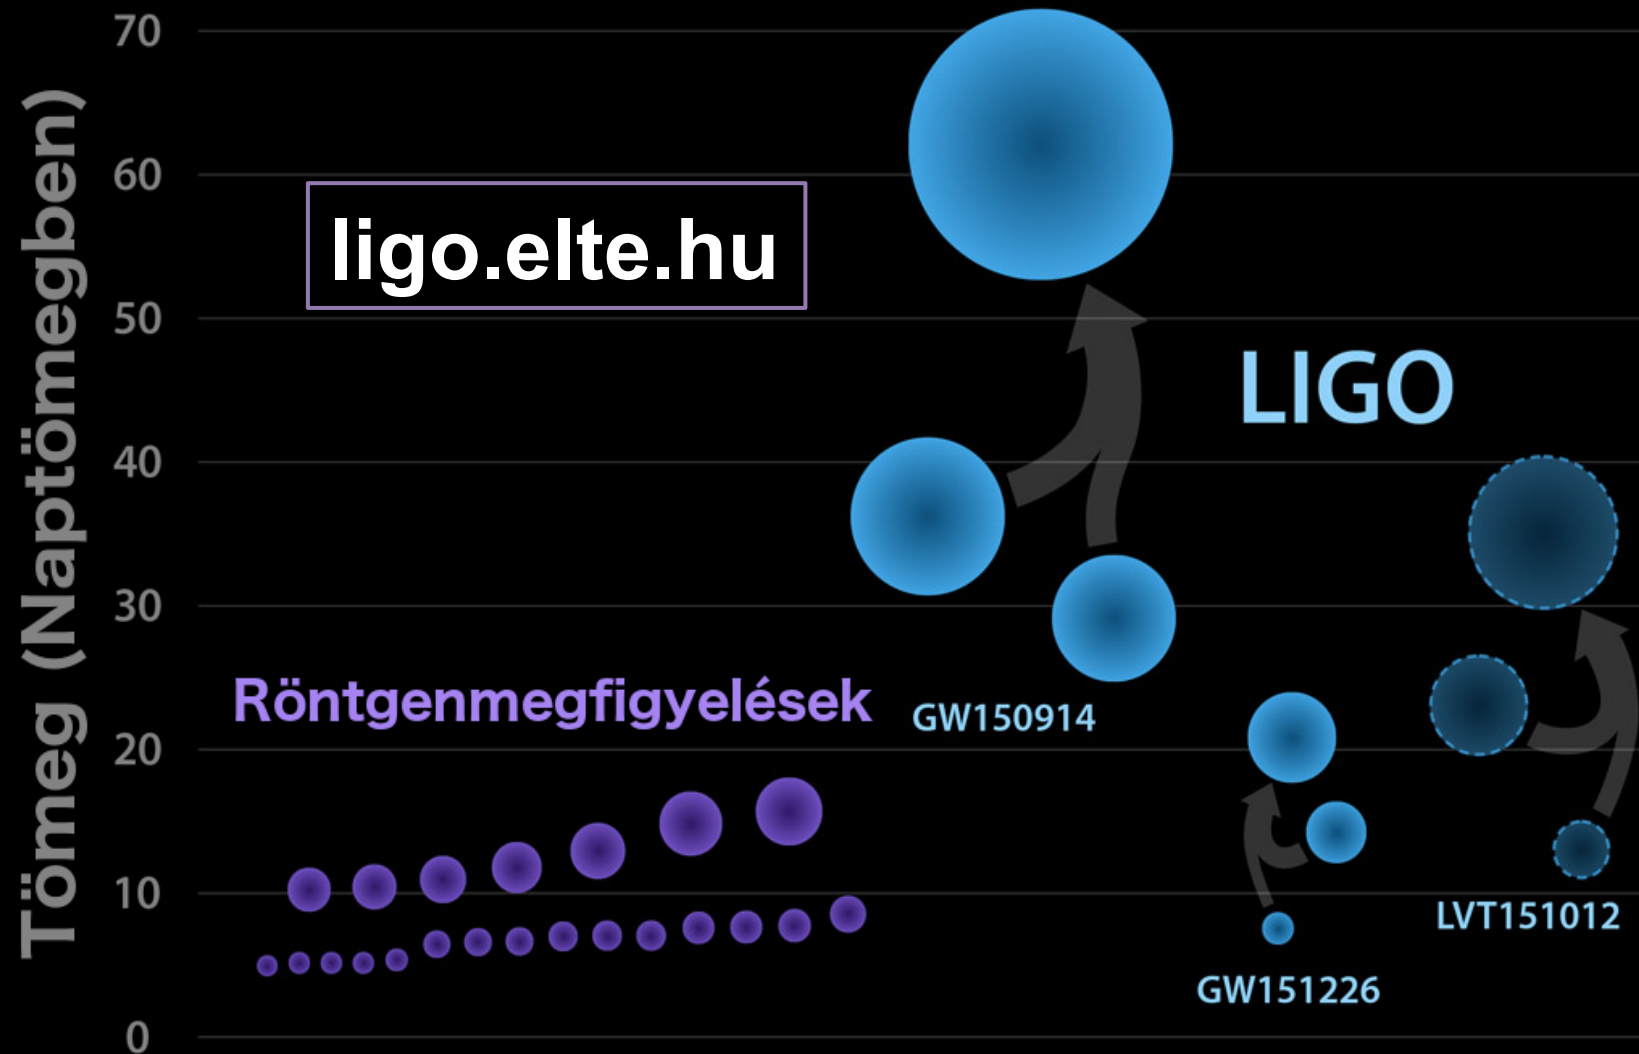 Tömeg (Naptömegben)
70
60
50
40
30
20
10
0
ligo.elte.hu
LIGO
Röntgenmegfigyelések
GW150914
LVT151012
GW151226